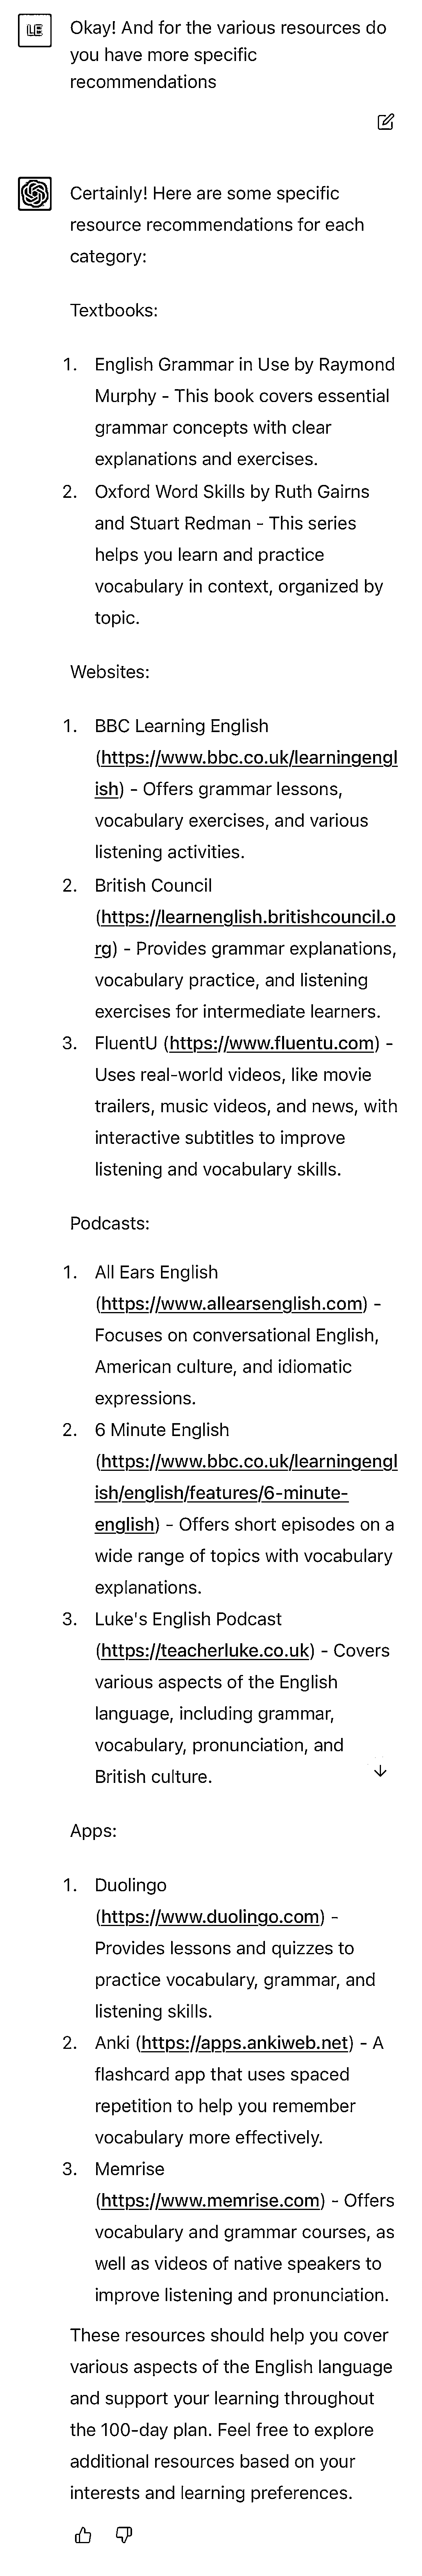 LE
Okay! And for the various resources do
you have more specific
recommendations
Certainly! Here are some specific
resource recommendations for each
category:
Textbooks:
1. English Grammar in Use by Raymond
Murphy - This book covers essential
grammar concepts with clear
explanations and exercises.
2. Oxford Word Skills by Ruth Gairns
and Stuart Redman - This series
helps you learn and practice
vocabulary in context, organized by
topic.
Websites:
1. BBC Learning English
(https://www.bbc.co.uk/learningengl
ish) - Offers grammar lessons,
vocabulary exercises, and various
listening activities.
2. British Council
(https://learnenglish.britishcouncil.o
rg) - Provides grammar explanations,
vocabulary practice, and listening
exercises for intermediate learners.
3. FluentU (https://www.fluentu.com) -
Uses real-world videos, like movie
trailers, music videos, and news, with
interactive subtitles to improve
listening and vocabulary skills.
Podcasts:
1. All Ears English
(https://www.allearsenglish.com) -
Focuses on conversational English,
American culture, and idiomatic
expressions.
2. 6 Minute English
(https://www.bbc.co.uk/learningengl
ish/english/features/6-minute-
english) - Offers short episodes on a
wide range of topics with vocabulary
explanations.
3. Luke's English Podcast
(https://teacherluke.co.uk) - Covers
various aspects of the English
language, including grammar,
vocabulary, pronunciation, and
British culture.
Apps:
1. Duolingo
(https://www.duolingo.com) -
Provides lessons and quizzes to
practice vocabulary, grammar, and
listening skills.
2. Anki (https://apps.ankiweb.net) - A
flashcard app that uses spaced
repetition to help you remember
vocabulary more effectively.
3. Memrise
(https://www.memrise.com) - Offers
vocabulary and grammar courses, as
well as videos of native speakers to
improve listening and pronunciation.
These resources should help you cover
various aspects of the English language
and support your learning throughout
the 100-day plan. Feel free to explore
additional resources based on your
interests and learning preferences.